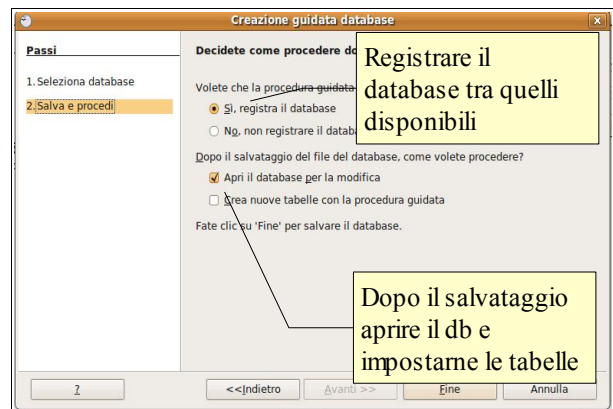 Creazione guidata database
Passi
1. Seleziona database
2. Salva e procedi
Decidete come procedere do
Volete che la procedura guidata
Sì, registra il database
No, non registrare il databa
Dopo il salvataggio del file del database, come volete procedere?
Apri il database per la modifica
Crea nuove tabelle con la procedura guidata
Fate clic su 'Fine' per salvare il database.
Registrare il
database tra quelli
disponibili
Dopo il salvataggio
aprire il db e
impostarne le tabelle
?
<<Indietro
Avanti >>
Fine
Annulla